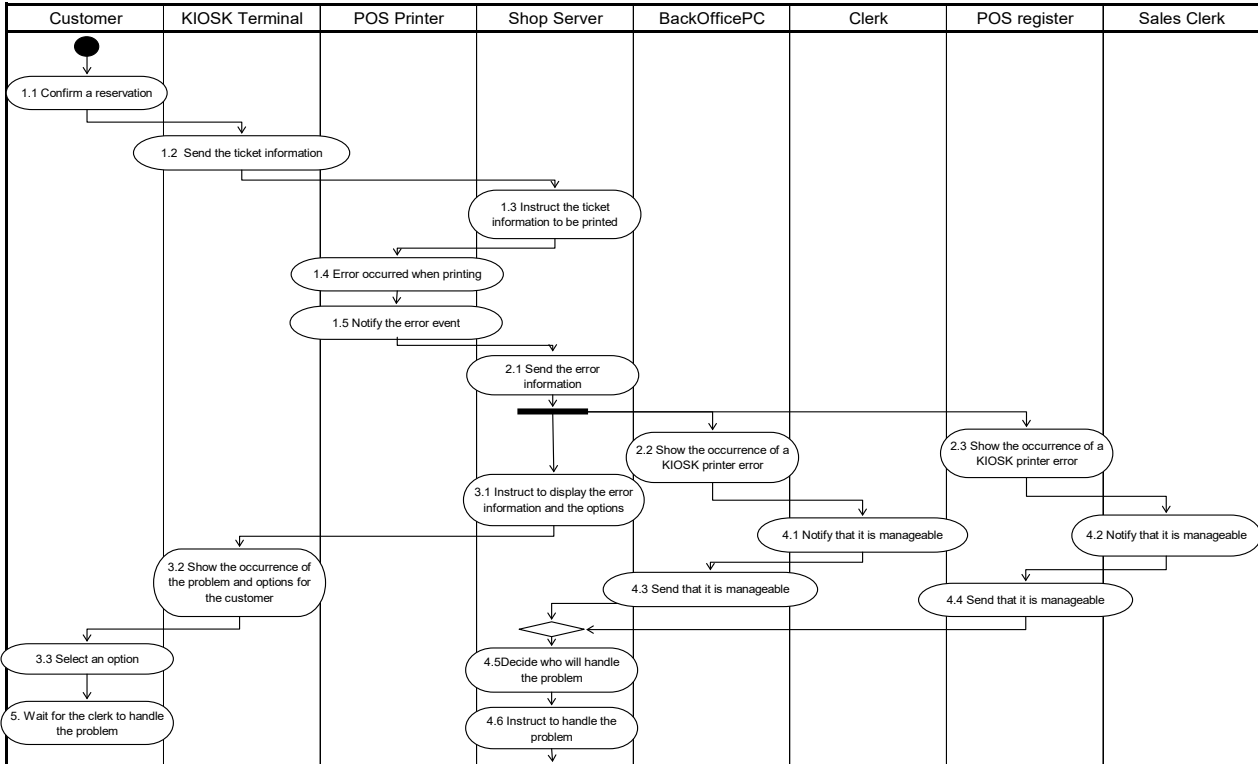 Customer
KIOSK Terminal
POS Printer
Shop Server
BackOfficePC
Clerk
POS register
Sales Clerk
1.1 Confirm a reservation
1.2 Send the ticket information
1.3 Instruct the ticket
information to be printed
1.4 Error occurred when printing
1.5 Notify the error event
2.1 Send the error
information
2.2 Show the occurrence of a
KIOSK printer error
2.3 Show the occurrence of a
KIOSK printer error
3.1 Instruct to display the error
information and the options
4.1 Notify that it is manageable
4.2 Notify that it is manageable
3.2 Show the occurrence of
the problem and options for
the customer
4.3 Send that it is manageable
4.4 Send that it is manageable
3.3 Select an option
4.5Decide who will handle
the problem
5. Wait for the clerk to handle
the problem
4.6 Instruct to handle the
problem